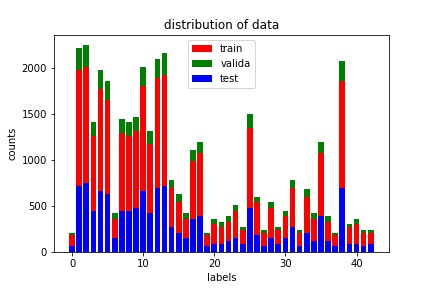 distribution of data
train
valida
test
counts
2000
1500
1000
500
0
0 10 20 30 40
labels